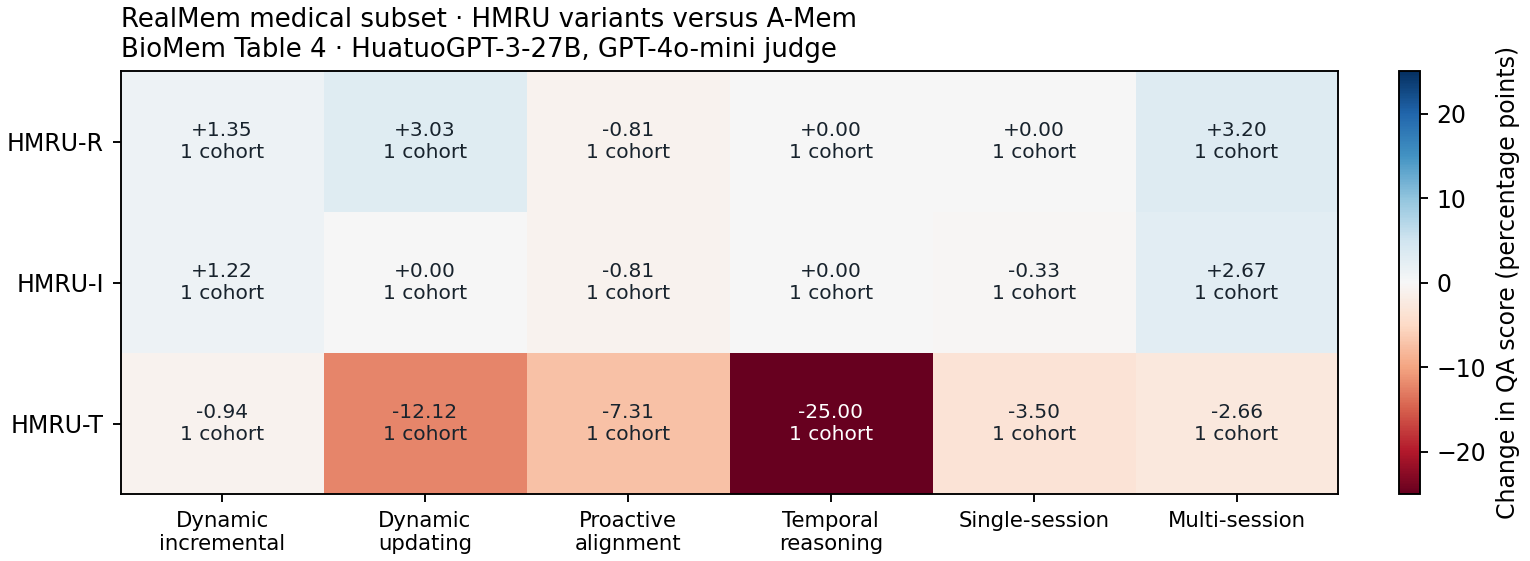 RealMem medical subset · HMRU variants versus A-Mem
BioMem Table 4 · HuatuoGPT-3-27B, GPT-4o-mini judge
HMRU-R
+1.35
1 cohort
+3.03
1 cohort
-0.81
1 cohort
+0.00
1 cohort
+0.00
1 cohort
+3.20
1 cohort
HMRU-I
+1.22
1 cohort
+0.00
1 cohort
-0.81
1 cohort
+0.00
1 cohort
-0.33
1 cohort
+2.67
1 cohort
HMRU-T
-0.94
1 cohort
-12.12
1 cohort
-7.31
1 cohort
-25.00
1 cohort
-3.50
1 cohort
-2.66
1 cohort
Dynamic
incremental
Dynamic
updating
Proactive
alignment
Temporal
reasoning
Single-session
Multi-session
20
10
0
−10
−20
Change in QA score (percentage points)